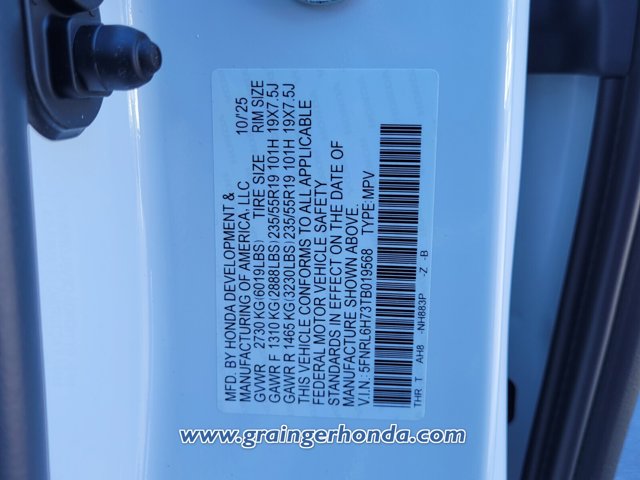 MFD. BY HONDA DEVELOPMENT &
MANUFACTURING OF AMERICA, LLC 10/'25
GVWR 2730 KG(6019LBS) TIRE SIZE RIM SIZE
GAWR F 1310 KG(2888LBS) 235/55R19 101H 19X7.5J
GAWR R 1465 KG(3230LBS) 235/55R19 101H 19X7.5J
THIS VEHICLE CONFORMS TO ALL APPLICABLE
FEDERAL MOTOR VEHICLE SAFETY
STANDARDS IN EFFECT ON THE DATE OF
MANUFACTURE SHOWN ABOVE.
V.I.N.: 5FNRL6H73TB019568 TYPE:MPV
THR T AH8 -NH883P -Z -B
www.graingerhonda.com